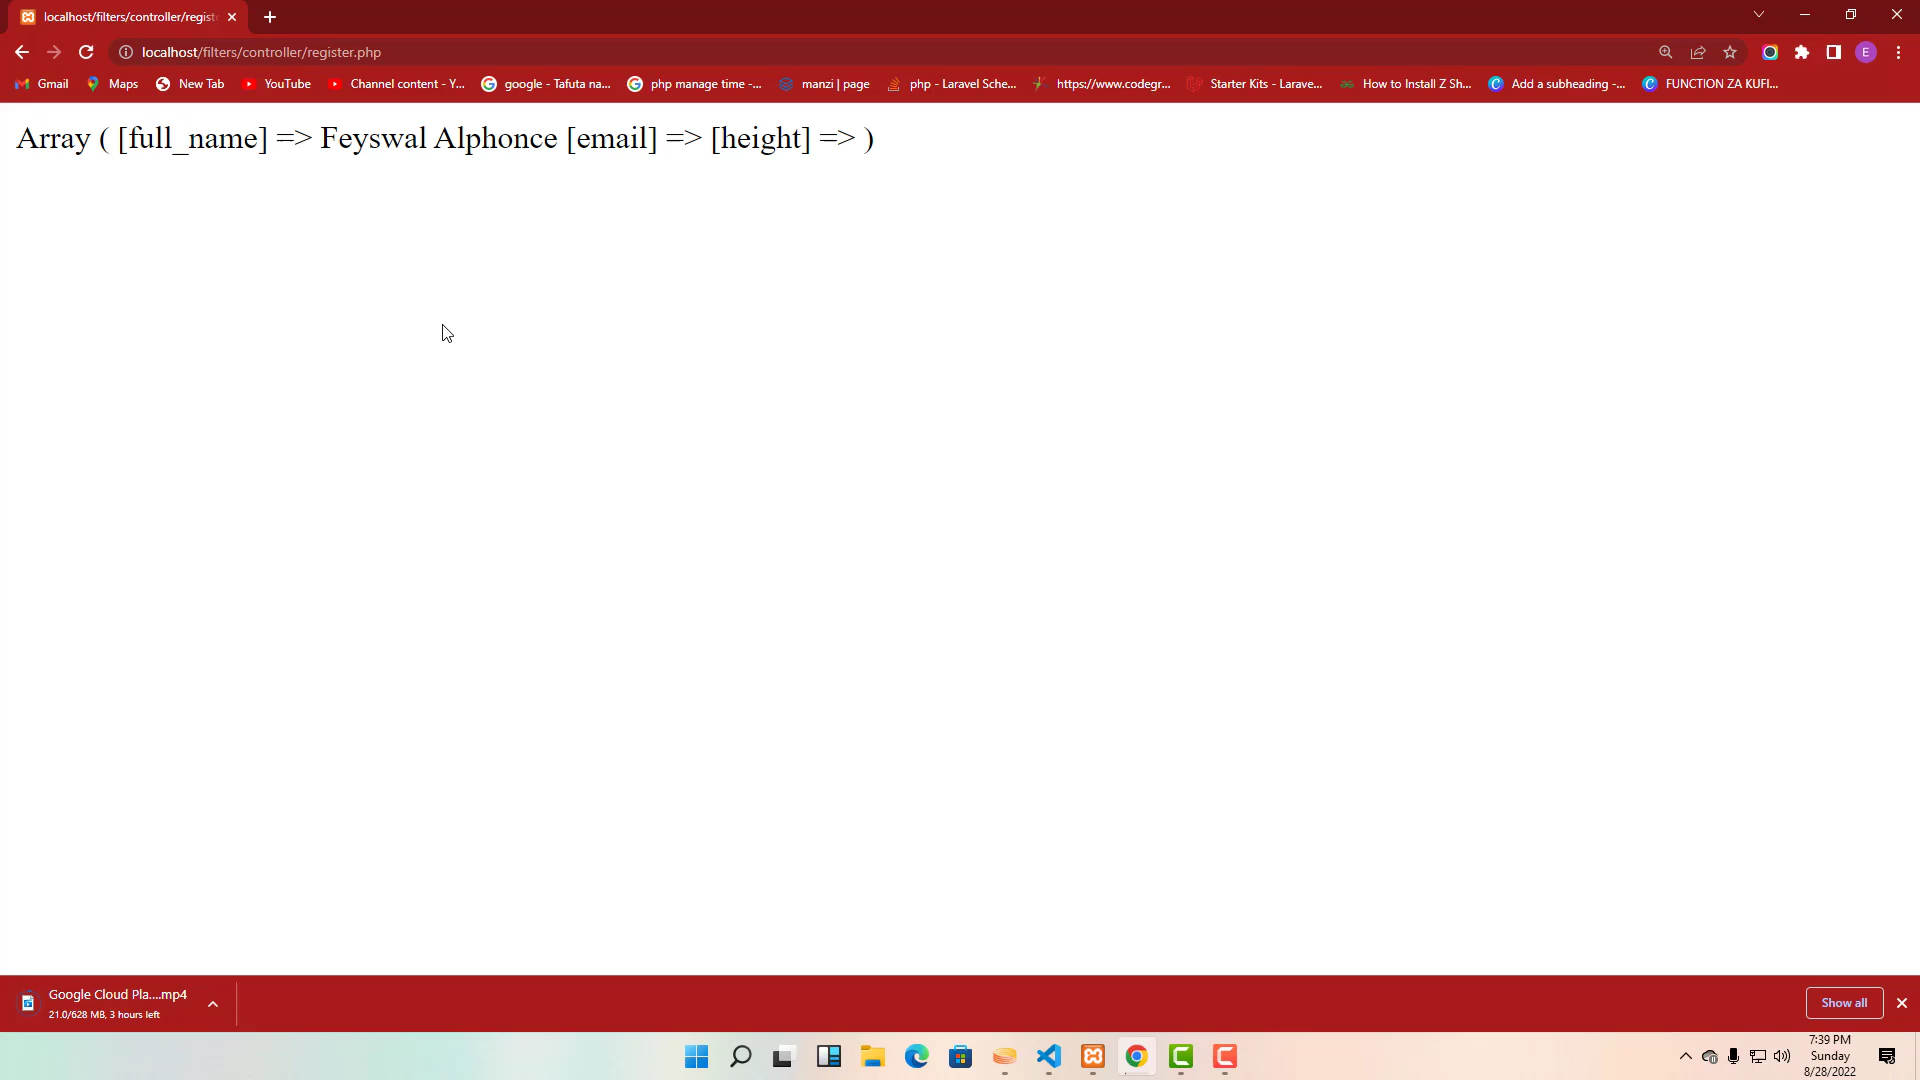 localhost/filters/controller/regist
localhost/filters/controller/register.php
E
Gmail
Maps
New Tab
YouTube
Channel content - Y...
google - Tafuta na...
php manage time -...
manzi | page
php - Laravel Sche...
https://www.codegr...
Starter Kits - Larave...
How to Install Z Sh...
Add a subheading -...
FUNCTION ZA KUFI...
Array ( [full_name] => Feyswal Alphonce [email] => [height] => )
Google Cloud Pla....mp4
21.0/628 MB, 3 hours left
Show all
7:39 PM
Sunday
8/28/2022